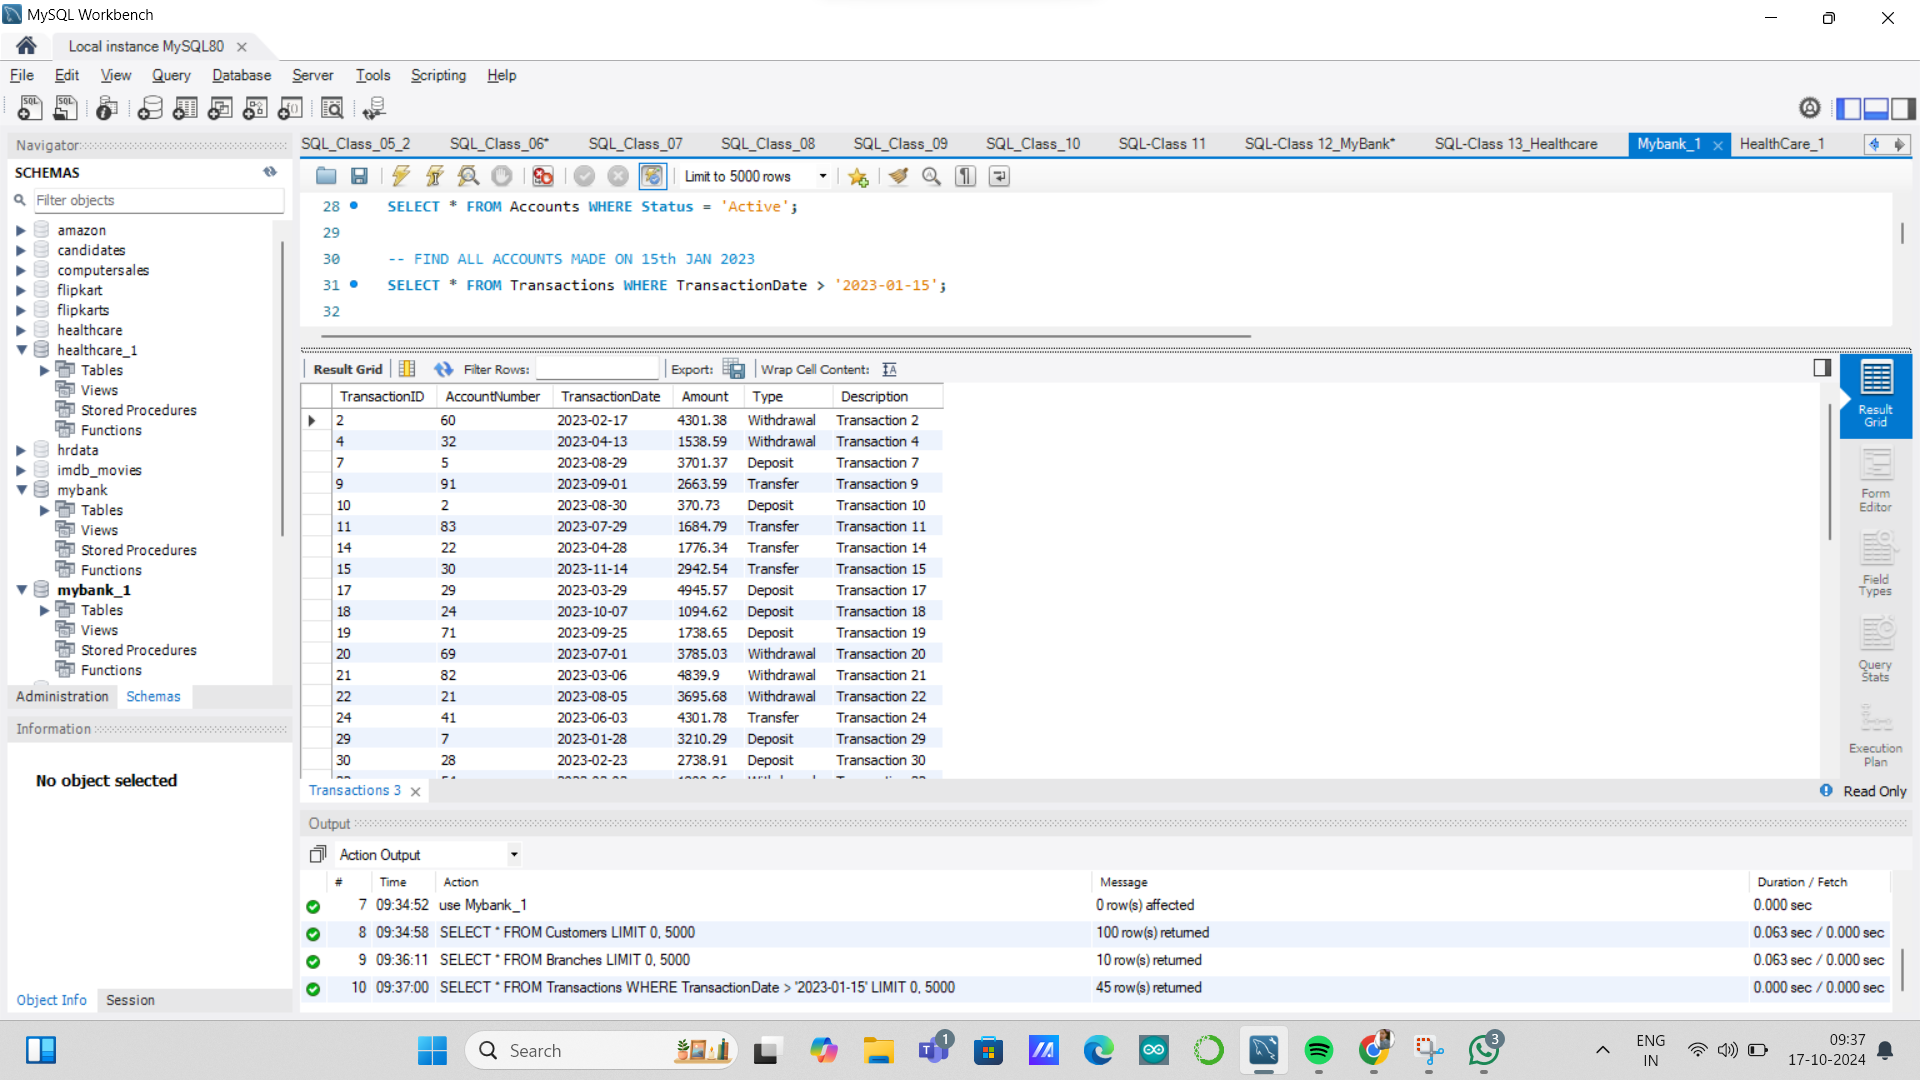 MySQL Workbench
Local instance MySQL80
File Edit View Query Database Server Tools Scripting Help
Navigator
SCHEMAS
Filter objects
amazon
candidates
computersales
flipkart
flipkarts
healthcare
healthcare_1
Tables
Views
Stored Procedures
Functions
hrdata
imdb_movies
mybank
Tables
Views
Stored Procedures
Functions
mybank_1
Tables
Views
Stored Procedures
Functions
Administration Schemas
Information
No object selected
Object Info Session
SQL_Class_05_2 SQL_Class_06* SQL_Class_07 SQL_Class_08 SQL_Class_09 SQL_Class_10 SQL-Class 11 SQL-Class 12_MyBank* SQL-Class 13_Healthcare Mybank_1 HealthCare_1
Limit to 5000 rows
28 SELECT * FROM Accounts WHERE Status = 'Active';
29
30 -- FIND ALL ACCOUNTS MADE ON 15th JAN 2023
31 SELECT * FROM Transactions WHERE TransactionDate > '2023-01-15';
32
Result Grid Filter Rows: Export: Wrap Cell Content:
TransactionID AccountNumber TransactionDate Amount Type Description
2 60 2023-02-17 4301.38 Withdrawal Transaction 2
4 32 2023-04-13 1538.59 Withdrawal Transaction 4
7 5 2023-08-29 3701.37 Deposit Transaction 7
9 91 2023-09-01 2663.59 Transfer Transaction 9
10 2 2023-08-30 370.73 Deposit Transaction 10
11 83 2023-07-29 1684.79 Transfer Transaction 11
14 22 2023-04-28 1776.34 Transfer Transaction 14
15 30 2023-11-14 2942.54 Transfer Transaction 15
17 29 2023-03-29 4945.57 Deposit Transaction 17
18 24 2023-10-07 1094.62 Deposit Transaction 18
19 71 2023-09-25 1738.65 Deposit Transaction 19
20 69 2023-07-01 3785.03 Withdrawal Transaction 20
21 82 2023-03-06 4839.9 Withdrawal Transaction 21
22 21 2023-08-05 3695.68 Withdrawal Transaction 22
24 41 2023-06-03 4301.78 Transfer Transaction 24
29 7 2023-01-28 3210.29 Deposit Transaction 29
30 28 2023-02-23 2738.91 Deposit Transaction 30
Result
Grid
Form
Editor
Field
Types
Query
Stats
Execution
Plan
Transactions 3
Read Only
Output
Action Output
# Time Action Message Duration / Fetch
7 09:34:52 use Mybank_1 0 row(s) affected 0.000 sec
8 09:34:58 SELECT * FROM Customers LIMIT 0, 5000 100 row(s) returned 0.063 sec / 0.000 sec
9 09:36:11 SELECT * FROM Branches LIMIT 0, 5000 10 row(s) returned 0.063 sec / 0.000 sec
10 09:37:00 SELECT * FROM Transactions WHERE TransactionDate > '2023-01-15' LIMIT 0, 5000 45 row(s) returned 0.000 sec / 0.000 sec
Search
1
3
ENG
IN
09:37
17-10-2024